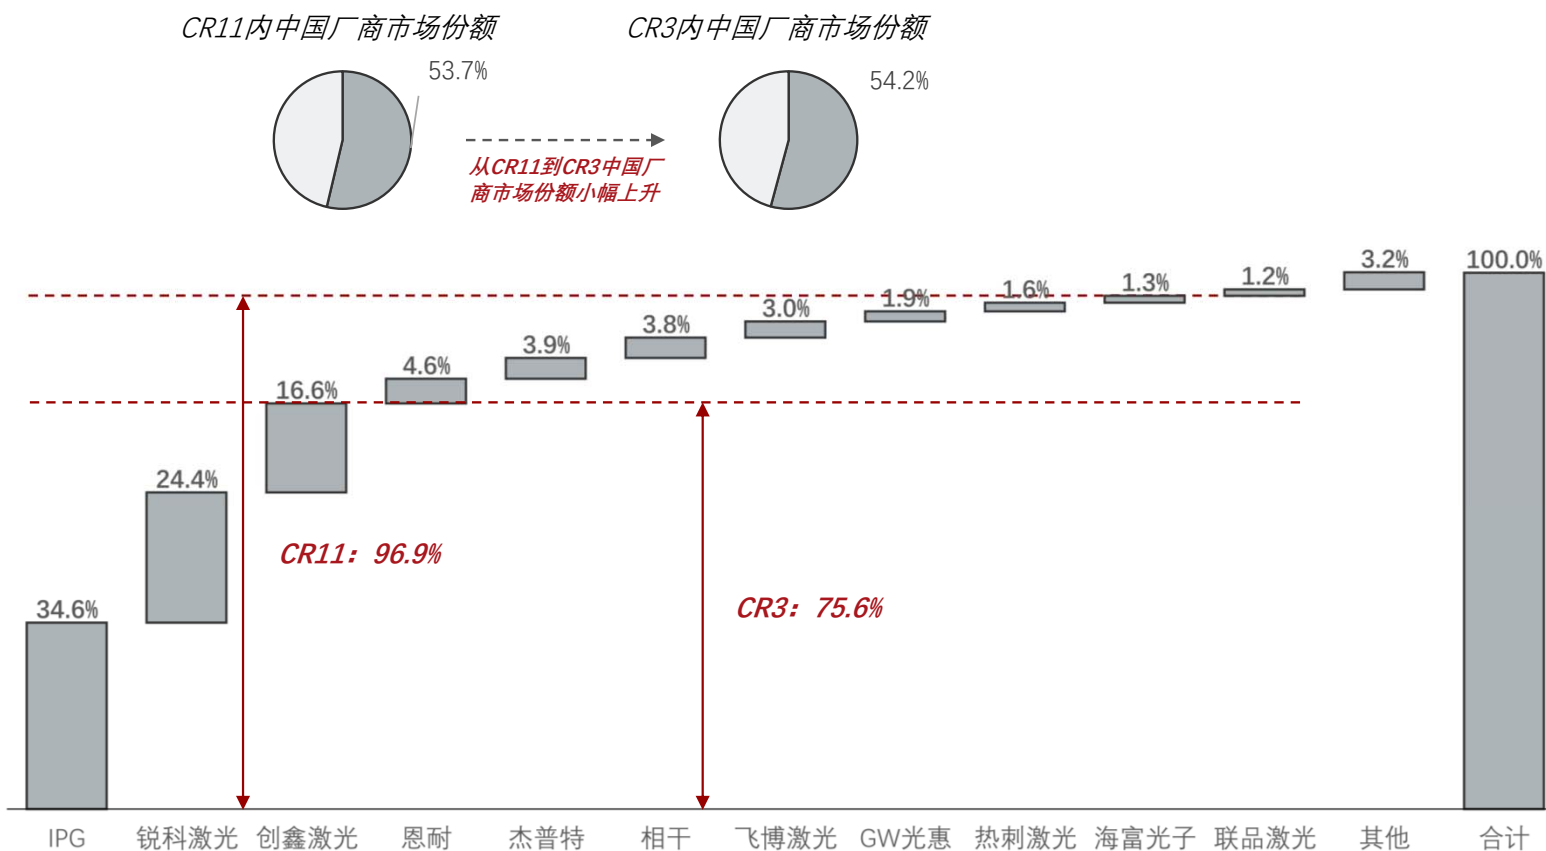 CR11内中国厂商市场份额
CR3内中国厂商市场份额
53.7%
54.2%
从CR11到CR3中国厂
商市场份额小幅上升
34.6%
24.4%
16.6%
4.6%
3.9%
3.8%
3.0%
1.9%
1.6%
1.3%
1.2%
3.2%
100.0%
CR11：96.9%
CR3：75.6%
IPG
锐科激光
创鑫激光
恩耐
杰普特
相干
飞博激光
GW光惠
热刺激光
海富光子
联品激光
其他
合计